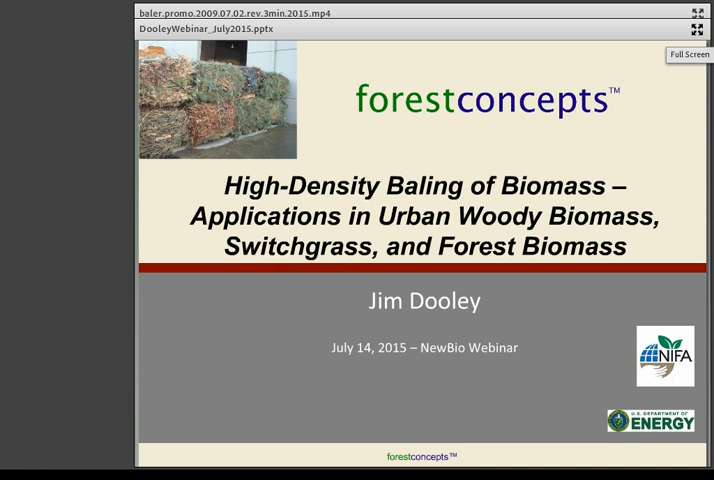 baler.promo.2009.07.02.rev.3min.2015.mp4
DooleyWebinar_July2015.pptx
Full Screen
forestconcepts™
High-Density Baling of Biomass –
Applications in Urban Woody Biomass,
Switchgrass, and Forest Biomass
Jim Dooley
July 14, 2015 – NewBio Webinar
NIFA
U.S. DEPARTMENT OF
ENERGY
forestconcepts™